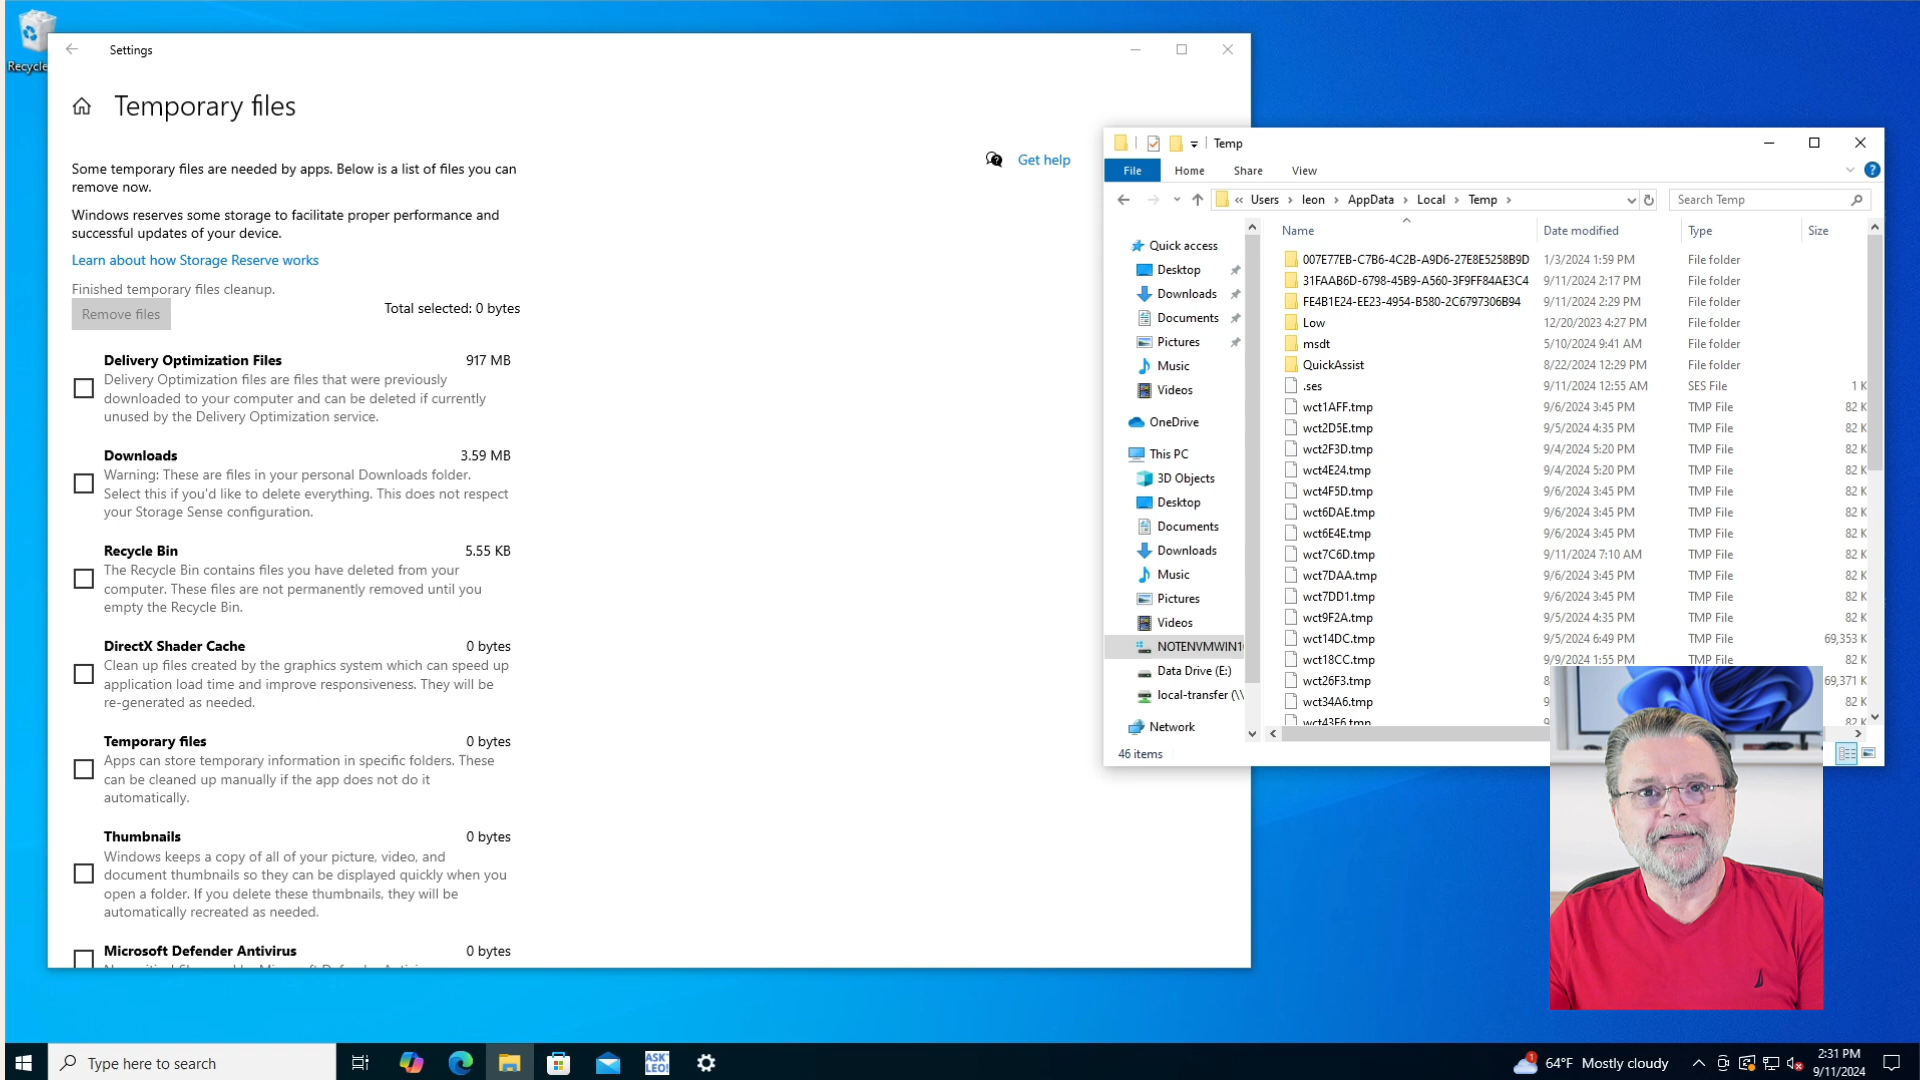 Recycle
Settings
Temporary files
Get help
Some temporary files are needed by apps. Below is a list of files you can
remove now.
Windows reserves some storage to facilitate proper performance and
successful updates of your device.
Learn about how Storage Reserve works
Finished temporary files cleanup.
Remove files
Total selected: 0 bytes
Delivery Optimization Files 917 MB
Delivery Optimization files are files that were previously
downloaded to your computer and can be deleted if currently
unused by the Delivery Optimization service.
Downloads 3.59 MB
Warning: These are files in your personal Downloads folder.
Select this if you'd like to delete everything. This does not respect
your Storage Sense configuration.
Recycle Bin 5.55 KB
The Recycle Bin contains files you have deleted from your
computer. These files are not permanently removed until you
empty the Recycle Bin.
DirectX Shader Cache 0 bytes
Clean up files created by the graphics system which can speed up
application load time and improve responsiveness. They will be
re-generated as needed.
Temporary files 0 bytes
Apps can store temporary information in specific folders. These
can be cleaned up manually if the app does not do it
automatically.
Thumbnails 0 bytes
Windows keeps a copy of all of your picture, video, and
document thumbnails so they can be displayed quickly when you
open a folder. If you delete these thumbnails, they will be
automatically recreated as needed.
Microsoft Defender Antivirus 0 bytes
Temp
File Home Share View
« Users > leon > AppData > Local > Temp >
Search Temp
Quick access
Desktop
Downloads
Documents
Pictures
Music
Videos
OneDrive
This PC
3D Objects
Desktop
Documents
Downloads
Music
Pictures
Videos
NOTENVMWIN1
Data Drive (E:)
local-transfer (\\
Network
Name Date modified Type Size
007E77EB-C7B6-4C2B-A9D6-27E8E5258B9D 1/3/2024 1:59 PM File folder
31FAAB6D-6798-45B9-A560-3F9FF84AE3C4 9/11/2024 2:17 PM File folder
FE4B1E24-EE23-4954-B580-2C6797306B94 9/11/2024 2:29 PM File folder
Low 12/20/2023 4:27 PM File folder
msdt 5/10/2024 9:41 AM File folder
QuickAssist 8/22/2024 12:29 PM File folder
.ses 9/11/2024 12:55 AM SES File 1 K
wct1AFF.tmp 9/6/2024 3:45 PM TMP File 82 K
wct2D5E.tmp 9/5/2024 4:35 PM TMP File 82 K
wct2F3D.tmp 9/4/2024 5:20 PM TMP File 82 K
wct4E24.tmp 9/4/2024 5:20 PM TMP File 82 K
wct4F5D.tmp 9/6/2024 3:45 PM TMP File 82 K
wct6DAE.tmp 9/6/2024 3:45 PM TMP File 82 K
wct6E4E.tmp 9/6/2024 3:45 PM TMP File 82 K
wct7C6D.tmp 9/11/2024 7:10 AM TMP File 82 K
wct7DAA.tmp 9/6/2024 3:45 PM TMP File 82 K
wct7DD1.tmp 9/6/2024 3:45 PM TMP File 82 K
wct9F2A.tmp 9/5/2024 4:35 PM TMP File 82 K
wct14DC.tmp 9/5/2024 6:49 PM TMP File 69,353 K
wct18CC.tmp 9/9/2024 1:55 PM TMP File 82 K
wct26F3.tmp 8 69,371 K
wct34A6.tmp 9 82 K
wct43F6.tmp 82 K
46 items
Type here to search
ASK
LEO!
1
64°F Mostly cloudy
2:31 PM
9/11/2024